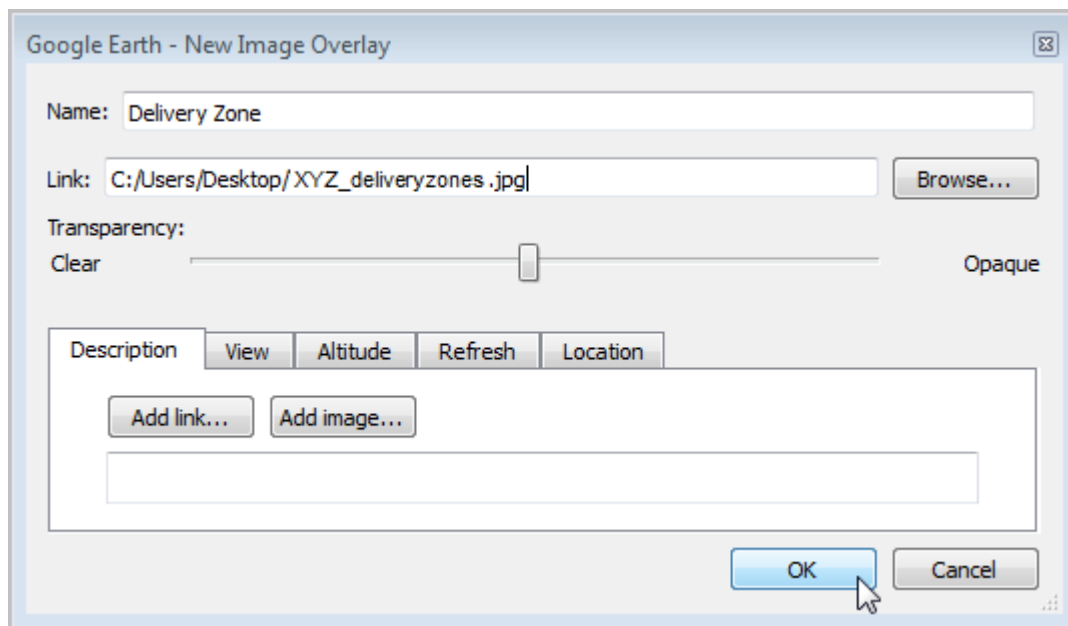 Google Earth - New Image Overlay
Name: Delivery Zone
Link: C:/Users/Desktop/XYZ_deliveryzones.jpg Browse...
Transparency:
Clear Opaque
Description View Altitude Refresh Location
Add link... Add image...
OK Cancel